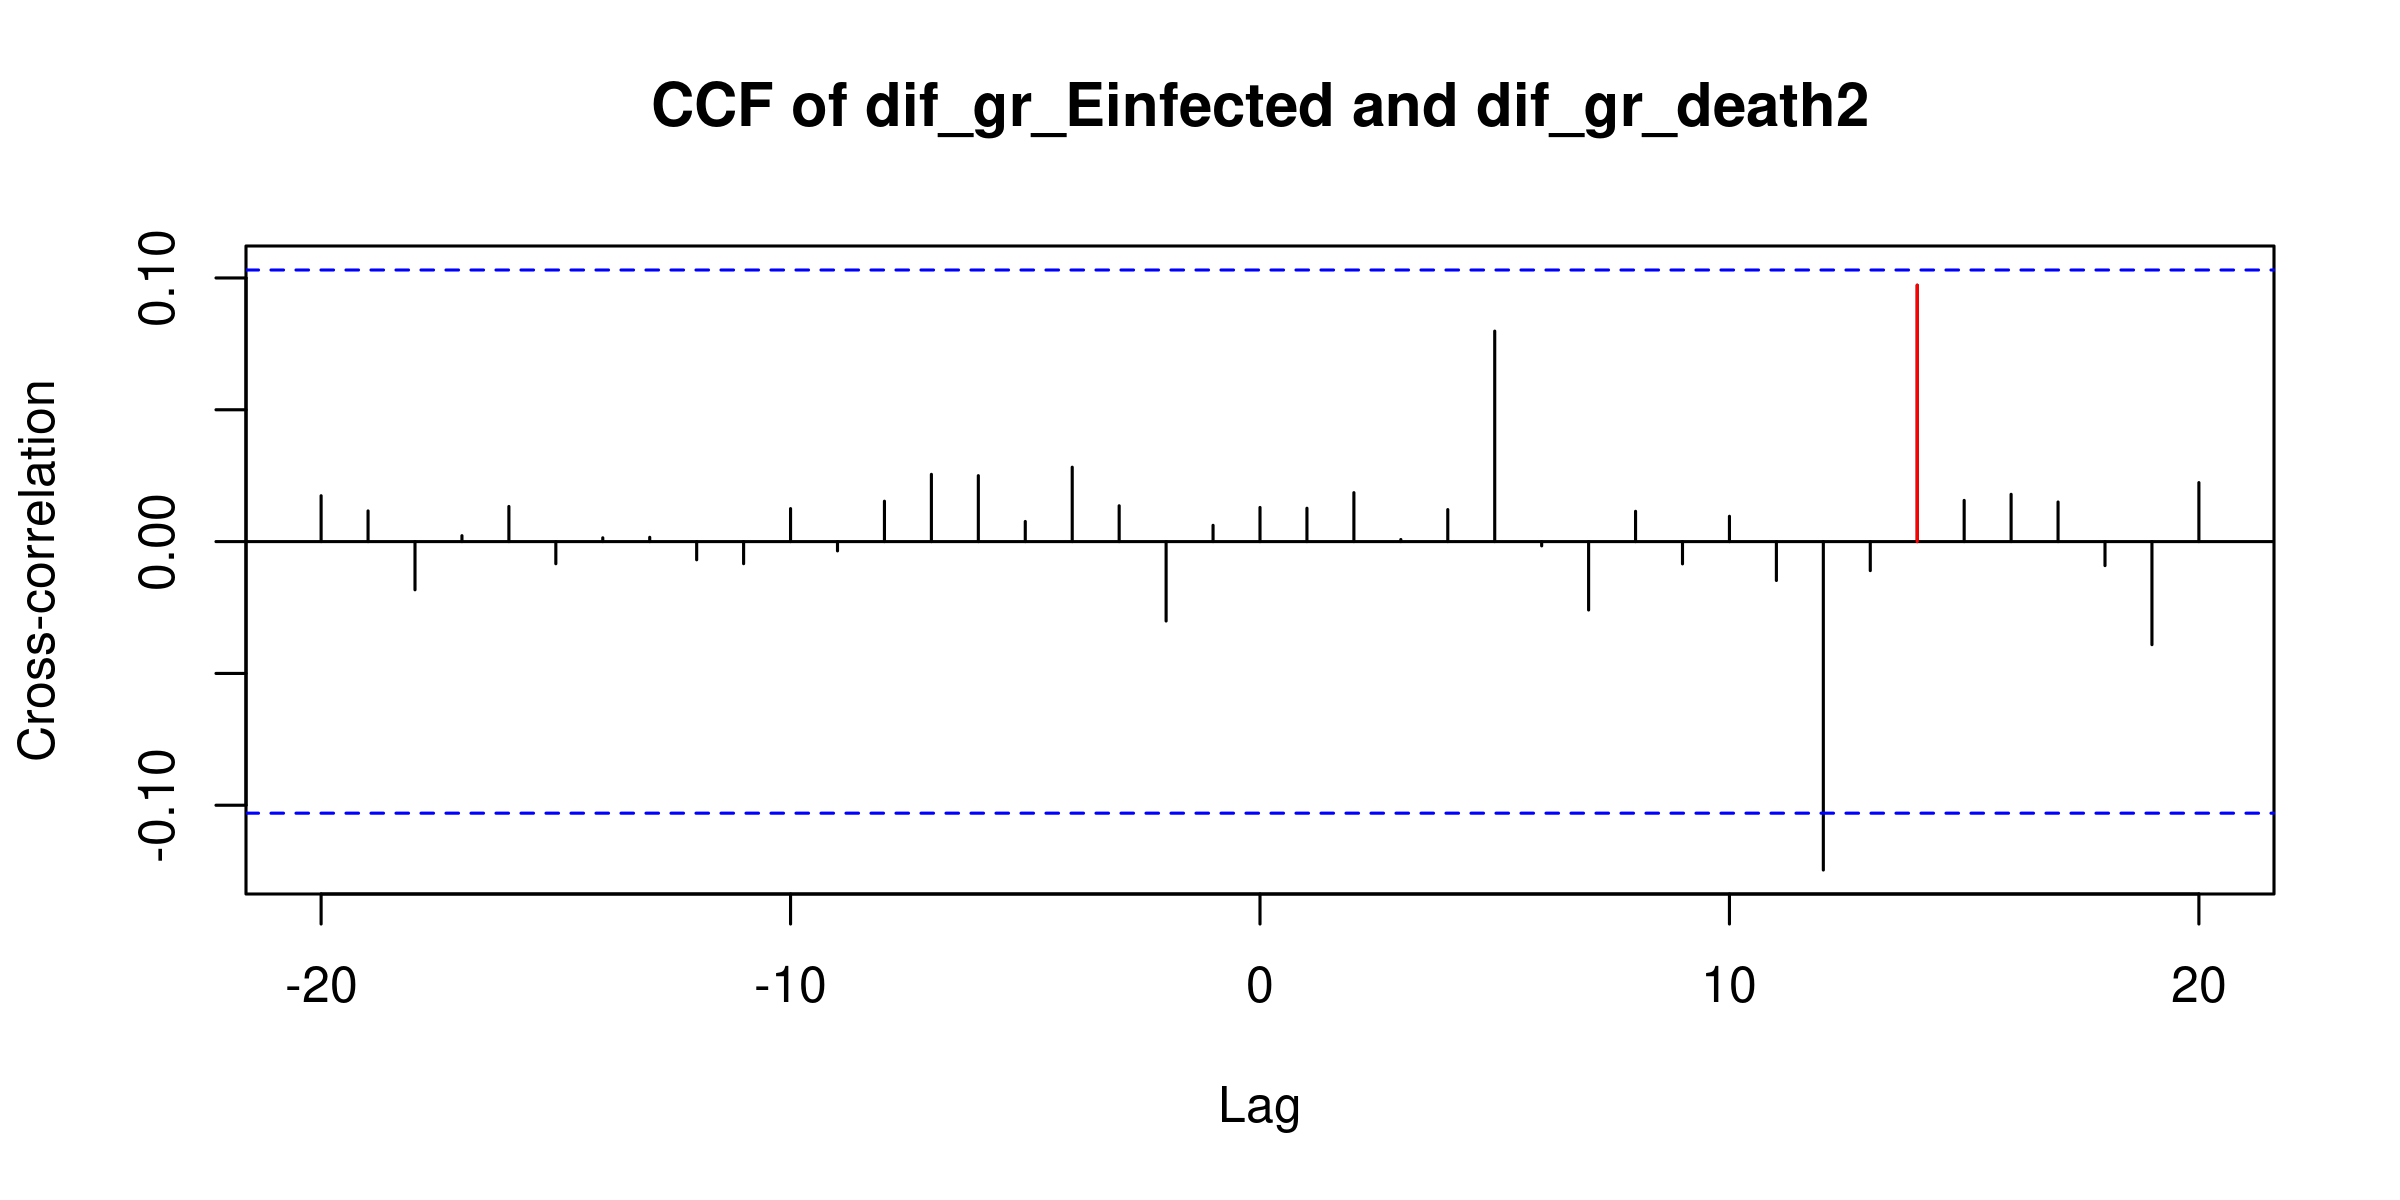 CCF of dif_gr_Einfected and dif_gr_death2
Cross-correlation
0.10
0.00
-0.10
-20 -10 0 10 20
Lag